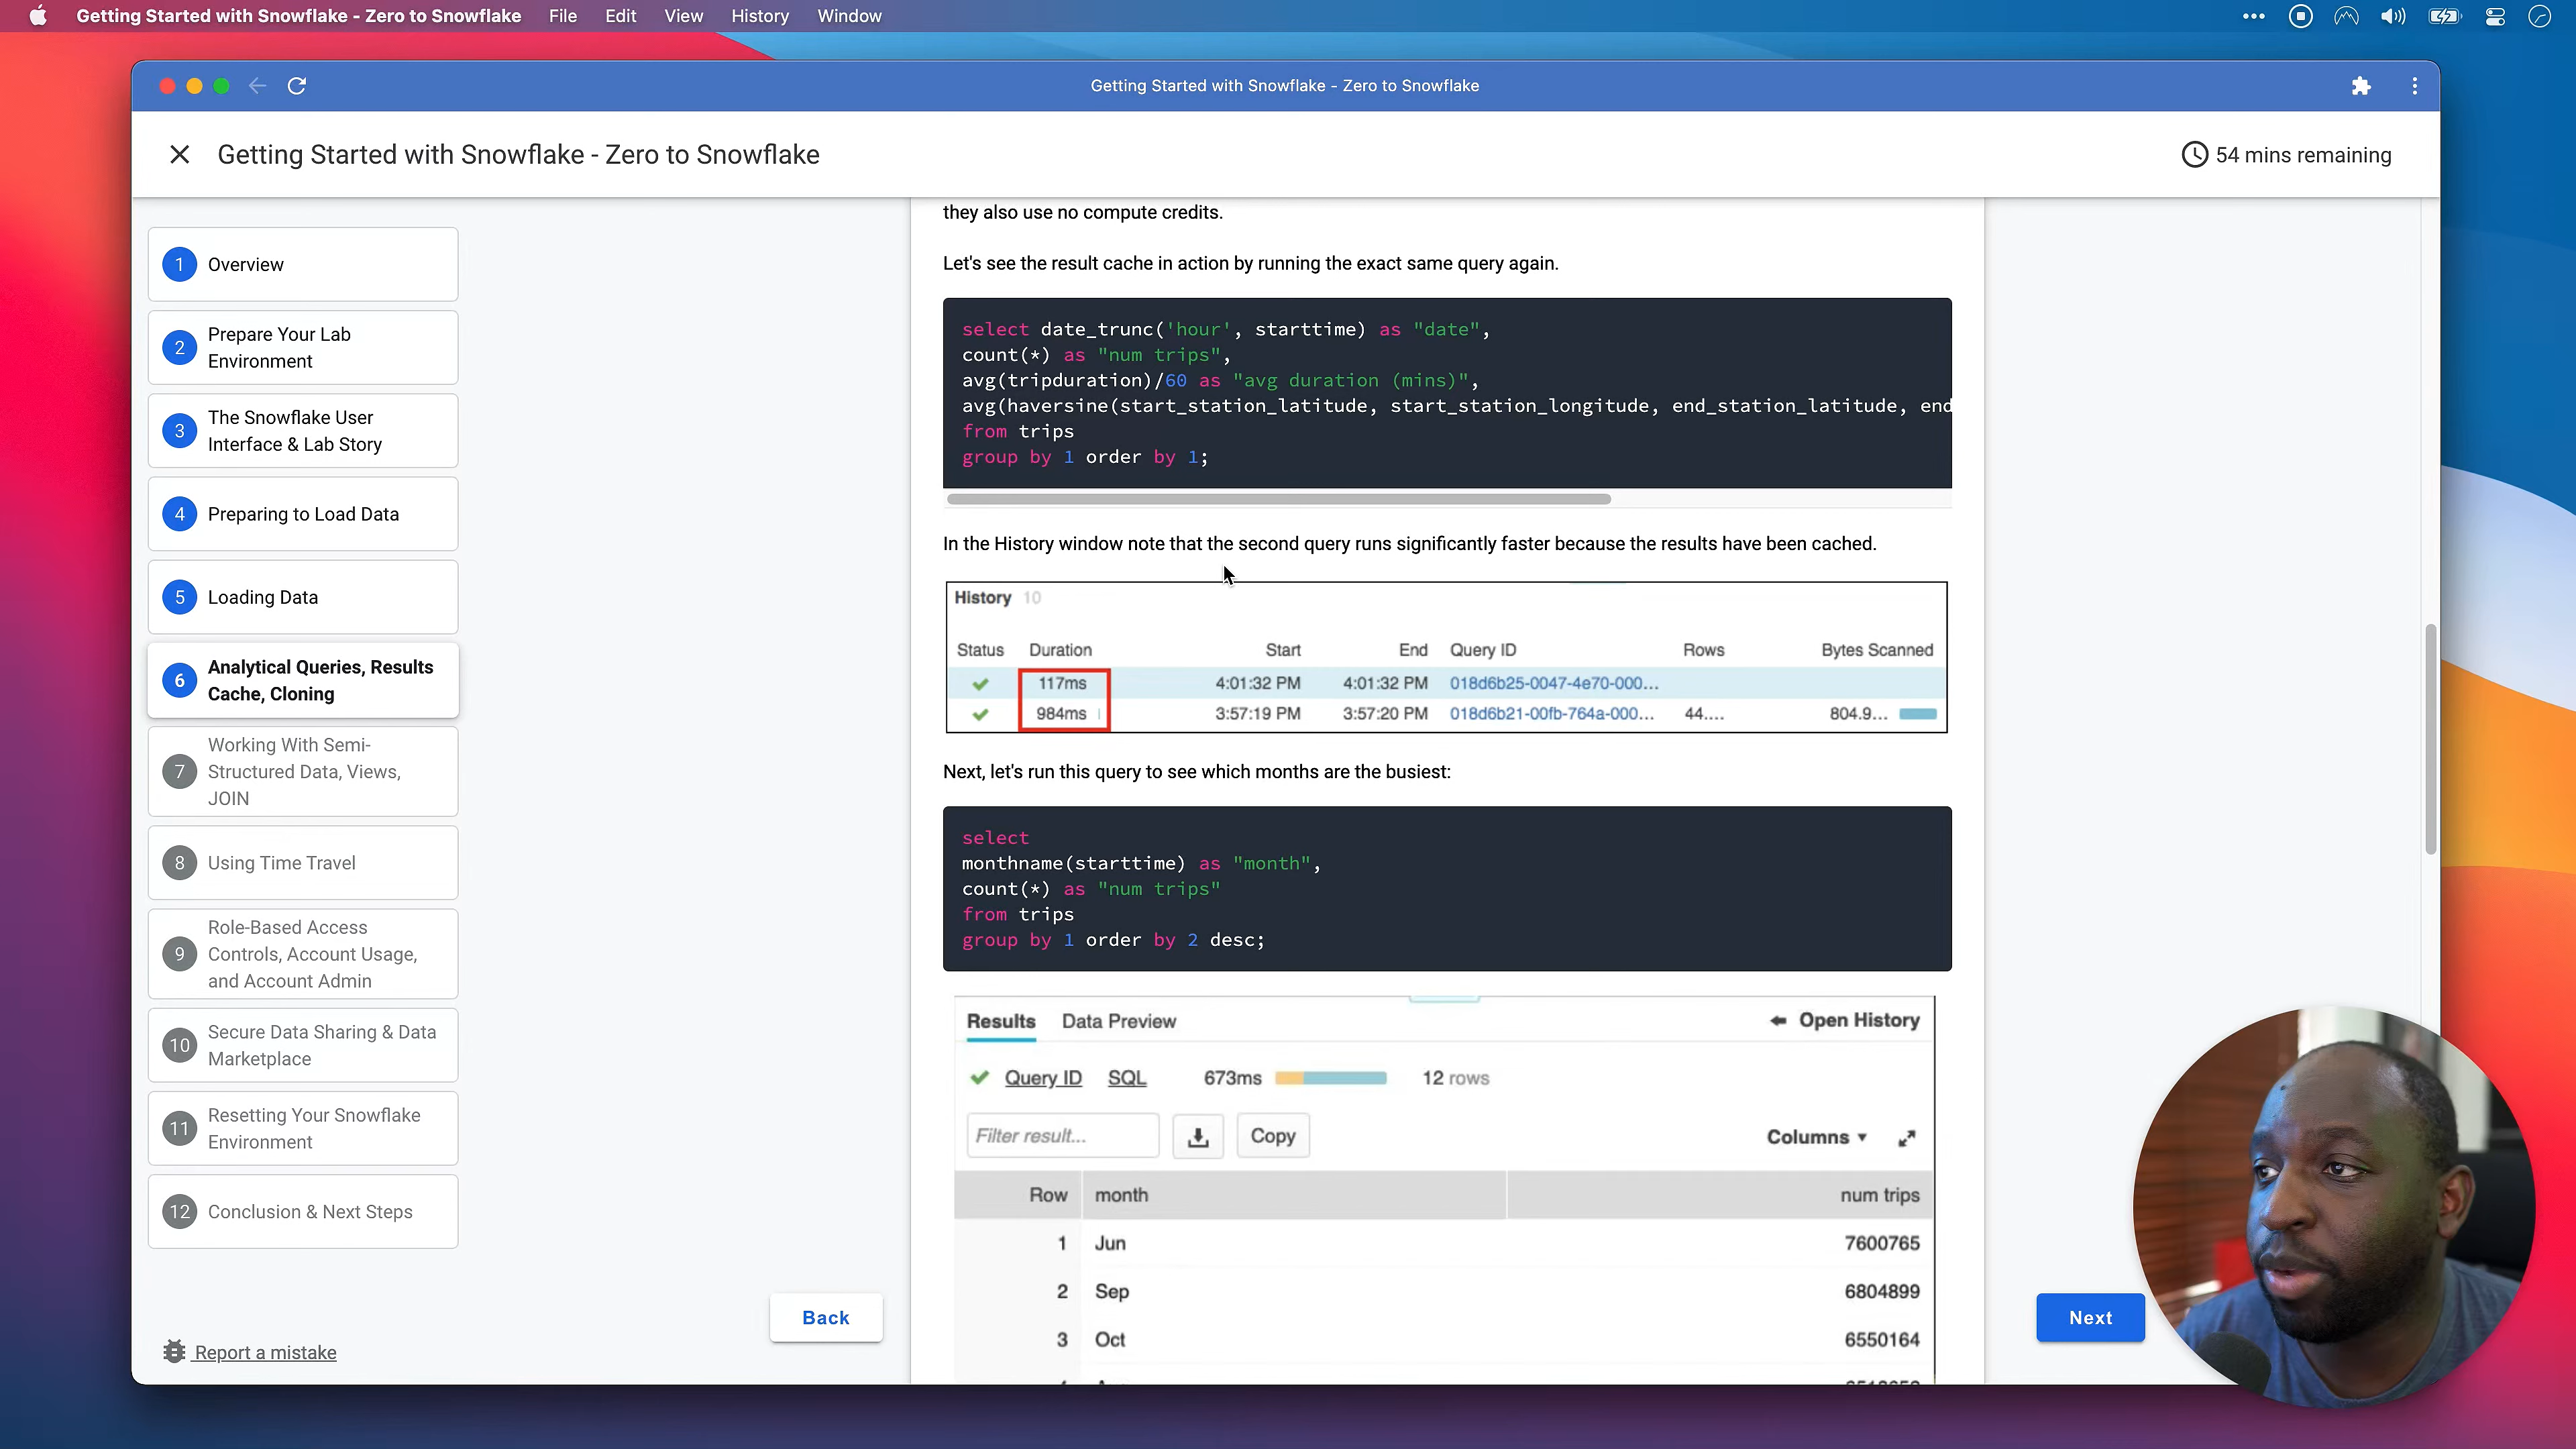 Getting Started with Snowflake - Zero to Snowflake File Edit View History Window
Getting Started with Snowflake - Zero to Snowflake
Getting Started with Snowflake - Zero to Snowflake
54 mins remaining
1 Overview
2 Prepare Your Lab
Environment
3 The Snowflake User
Interface & Lab Story
4 Preparing to Load Data
5 Loading Data
6 Analytical Queries, Results
Cache, Cloning
7 Working With Semi-
Structured Data, Views,
JOIN
8 Using Time Travel
9 Role-Based Access
Controls, Account Usage,
and Account Admin
10 Secure Data Sharing & Data
Marketplace
11 Resetting Your Snowflake
Environment
12 Conclusion & Next Steps
Report a mistake
Back
they also use no compute credits.
Let's see the result cache in action by running the exact same query again.
select date_trunc('hour', starttime) as "date",
count(*) as "num trips",
avg(tripduration)/60 as "avg duration (mins)",
avg(haversine(start_station_latitude, start_station_longitude, end_station_latitude, end
from trips
group by 1 order by 1;
In the History window note that the second query runs significantly faster because the results have been cached.
History 10
Status Duration Start End Query ID Rows Bytes Scanned
117ms 4:01:32 PM 4:01:32 PM 018d6b25-0047-4e70-000...
984ms 3:57:19 PM 3:57:20 PM 018d6b21-00fb-764a-000... 44.... 804.9...
Next, let's run this query to see which months are the busiest:
select
monthname(starttime) as "month",
count(*) as "num trips"
from trips
group by 1 order by 2 desc;
Results Data Preview Open History
Query ID SQL 673ms 12 rows
Filter result... Copy Columns
Row month num trips
1 Jun 7600765
2 Sep 6804899
3 Oct 6550164
Next